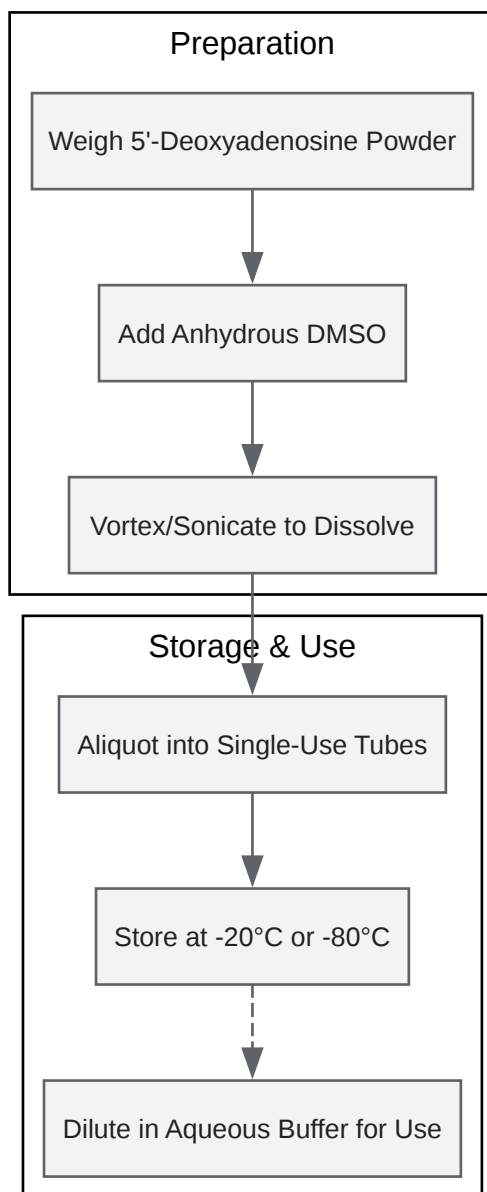 Preparation
Weigh 5'-Deoxyadenosine Powder
Add Anhydrous DMSO
Vortex/Sonicate to Dissolve
Storage & Use
Aliquot into Single-Use Tubes
Store at -20°C or -80°C
Dilute in Aqueous Buffer for Use